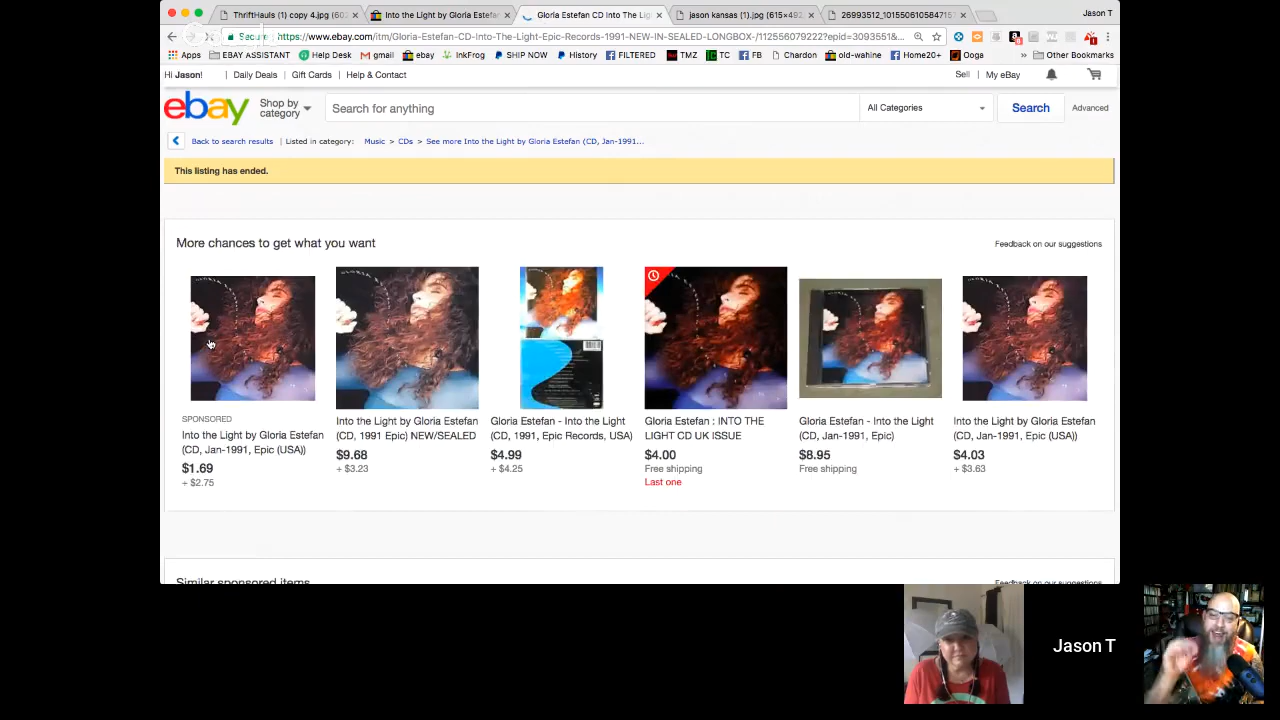 ThriftHauls (1) copy 4.jpg (602
Into the Light by Gloria Estefan
Gloria Estefan CD Into The Lig
jason kansas (1).jpg (615×492
26993512_10155061058471
Jason T
Secure
https://www.ebay.com/itm/Gloria-Estefan-CD-Into-The-Light-Epic-Records-1991-NEW-IN-SEALED-LONGBOX-/112556079222?epid=3093551&...
Apps EBAY ASSISTANT Help Desk gmail ebay InkFrog SHIP NOW History FILTERED TMZ TC FB Chardon old-wahine Home20+ Ooga » Other Bookmarks
Hi Jason! Daily Deals Gift Cards Help & Contact Sell My eBay
ebay Shop by category Search for anything All Categories Search Advanced
Back to search results | Listed in category: Music > CDs > See more Into the Light by Gloria Estefan (CD, Jan-1991...
This listing has ended.
More chances to get what you want
Feedback on our suggestions
SPONSORED
Into the Light by Gloria Estefan
(CD, Jan-1991, Epic (USA))
$1.69
+ $2.75
Into the Light by Gloria Estefan
(CD, 1991 Epic) NEW/SEALED
$9.68
+ $3.23
Gloria Estefan - Into the Light
(CD, 1991, Epic Records, USA)
$4.99
+ $4.25
Gloria Estefan : INTO THE
LIGHT CD UK ISSUE
$4.00
Free shipping
Last one
Gloria Estefan - Into the Light
(CD, Jan-1991, Epic)
$8.95
Free shipping
Into the Light by Gloria Estefan
(CD, Jan-1991, Epic (USA))
$4.03
+ $3.63
Similar sponsored items
Feedback on our suggestions
Jason T